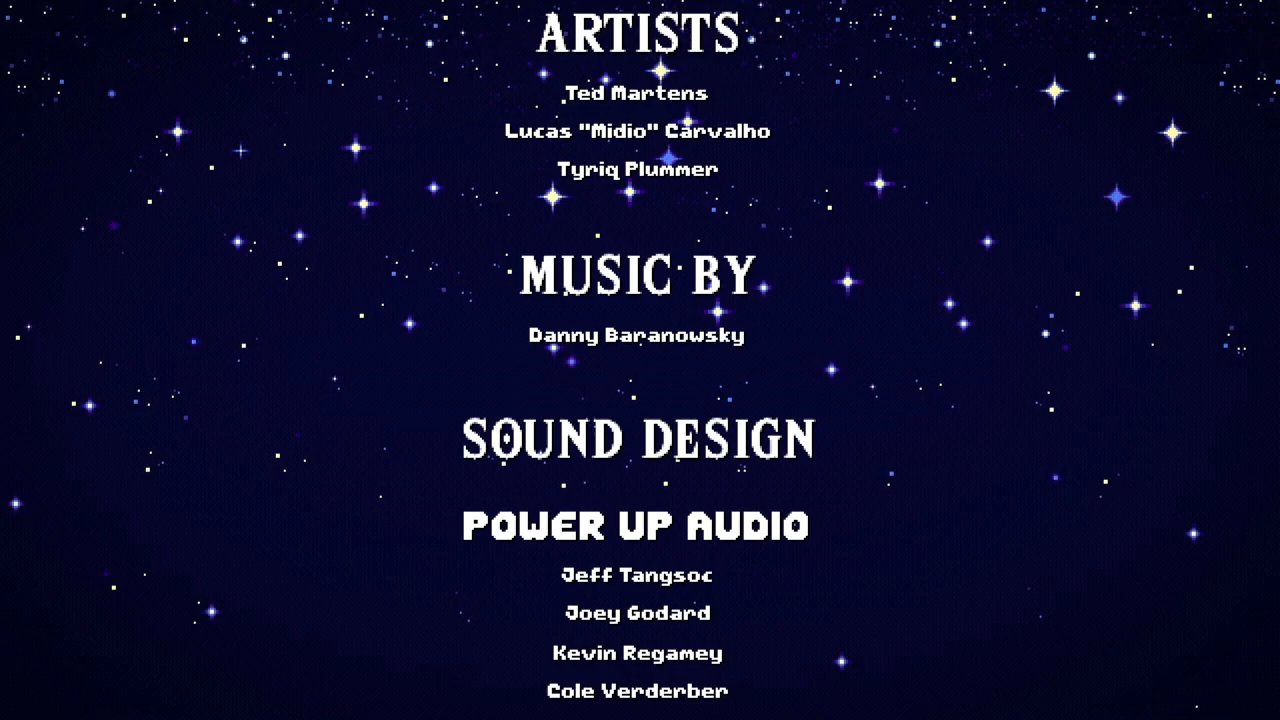 ARTISTS
Ted Martens
Lucas "Midio" Carvalho
Tyriq Plummer
MUSIC BY
Danny Baranowsky
SOUND DESIGN
POWER UP AUDIO
Jeff Tangsoc
Joey Godard
Kevin Regamey
Cole Verderber